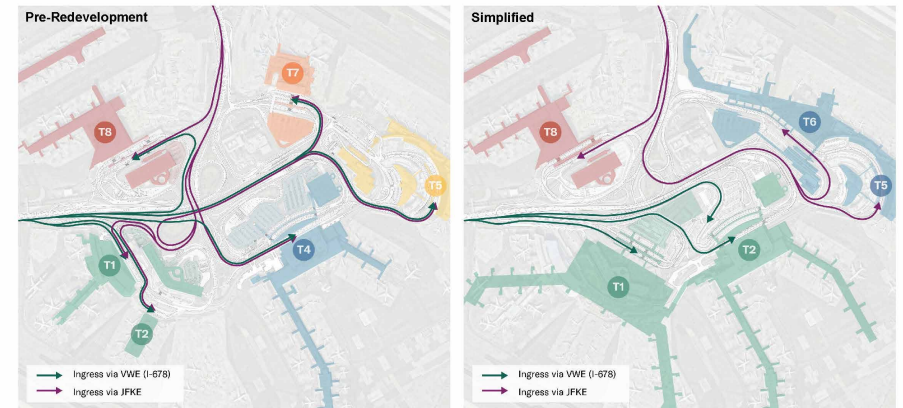 Pre-Redevelopment
T7
T8
T5
T4
T1
T2
Ingress via VWE (I-678)
Ingress via JFKE
Simplified
T6
T8
T5
T2
T1
Ingress via VWE (I-678)
Ingress via JFKE